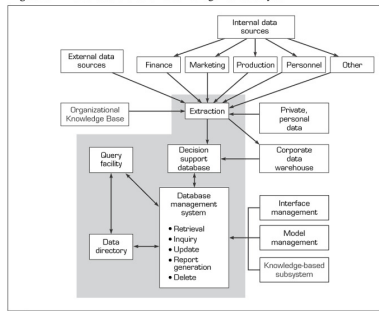 Internal data
sources
External data
sources
Finance
Marketing
Production
Personnel
Other
Organizational
Knowledge Base
Extraction
Private,
personal
data
Query
facility
Decision
support
database
Corporate
data
warehouse
Database
management
system
• Retrieval
• Inquiry
• Update
• Report
generation
• Delete
Data
directory
Interface
management
Model
management
Knowledge-based
subsystem